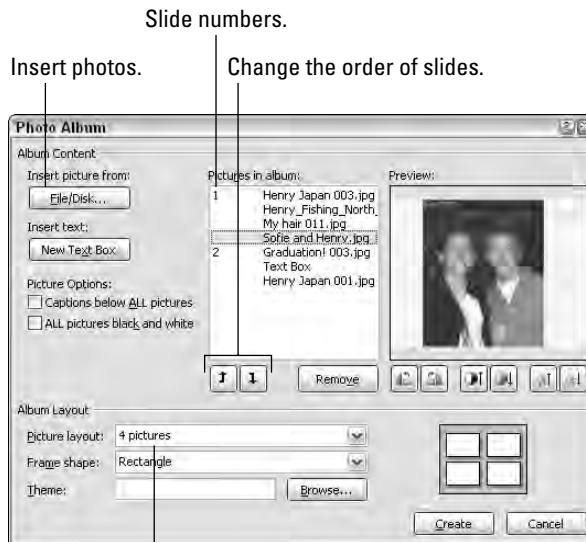 Slide numbers.
Insert photos.
Change the order of slides.
Photo Album
Album Content
Insert picture from:
File/Disk...
Insert text:
New Text Box
Picture Options:
Captions below ALL pictures
ALL pictures black and white
Pictures in album:
1 Henry Japan 003.jpg
Henry_Fishing_North_
My hair 011.jpg
Sofie and Henry.jpg
2 Graduation! 003.jpg
Text Box
Henry Japan 001.jpg
Remove
Preview:
Album Layout
Picture layout: 4 pictures
Frame shape: Rectangle
Theme:
Browse...
Create
Cancel